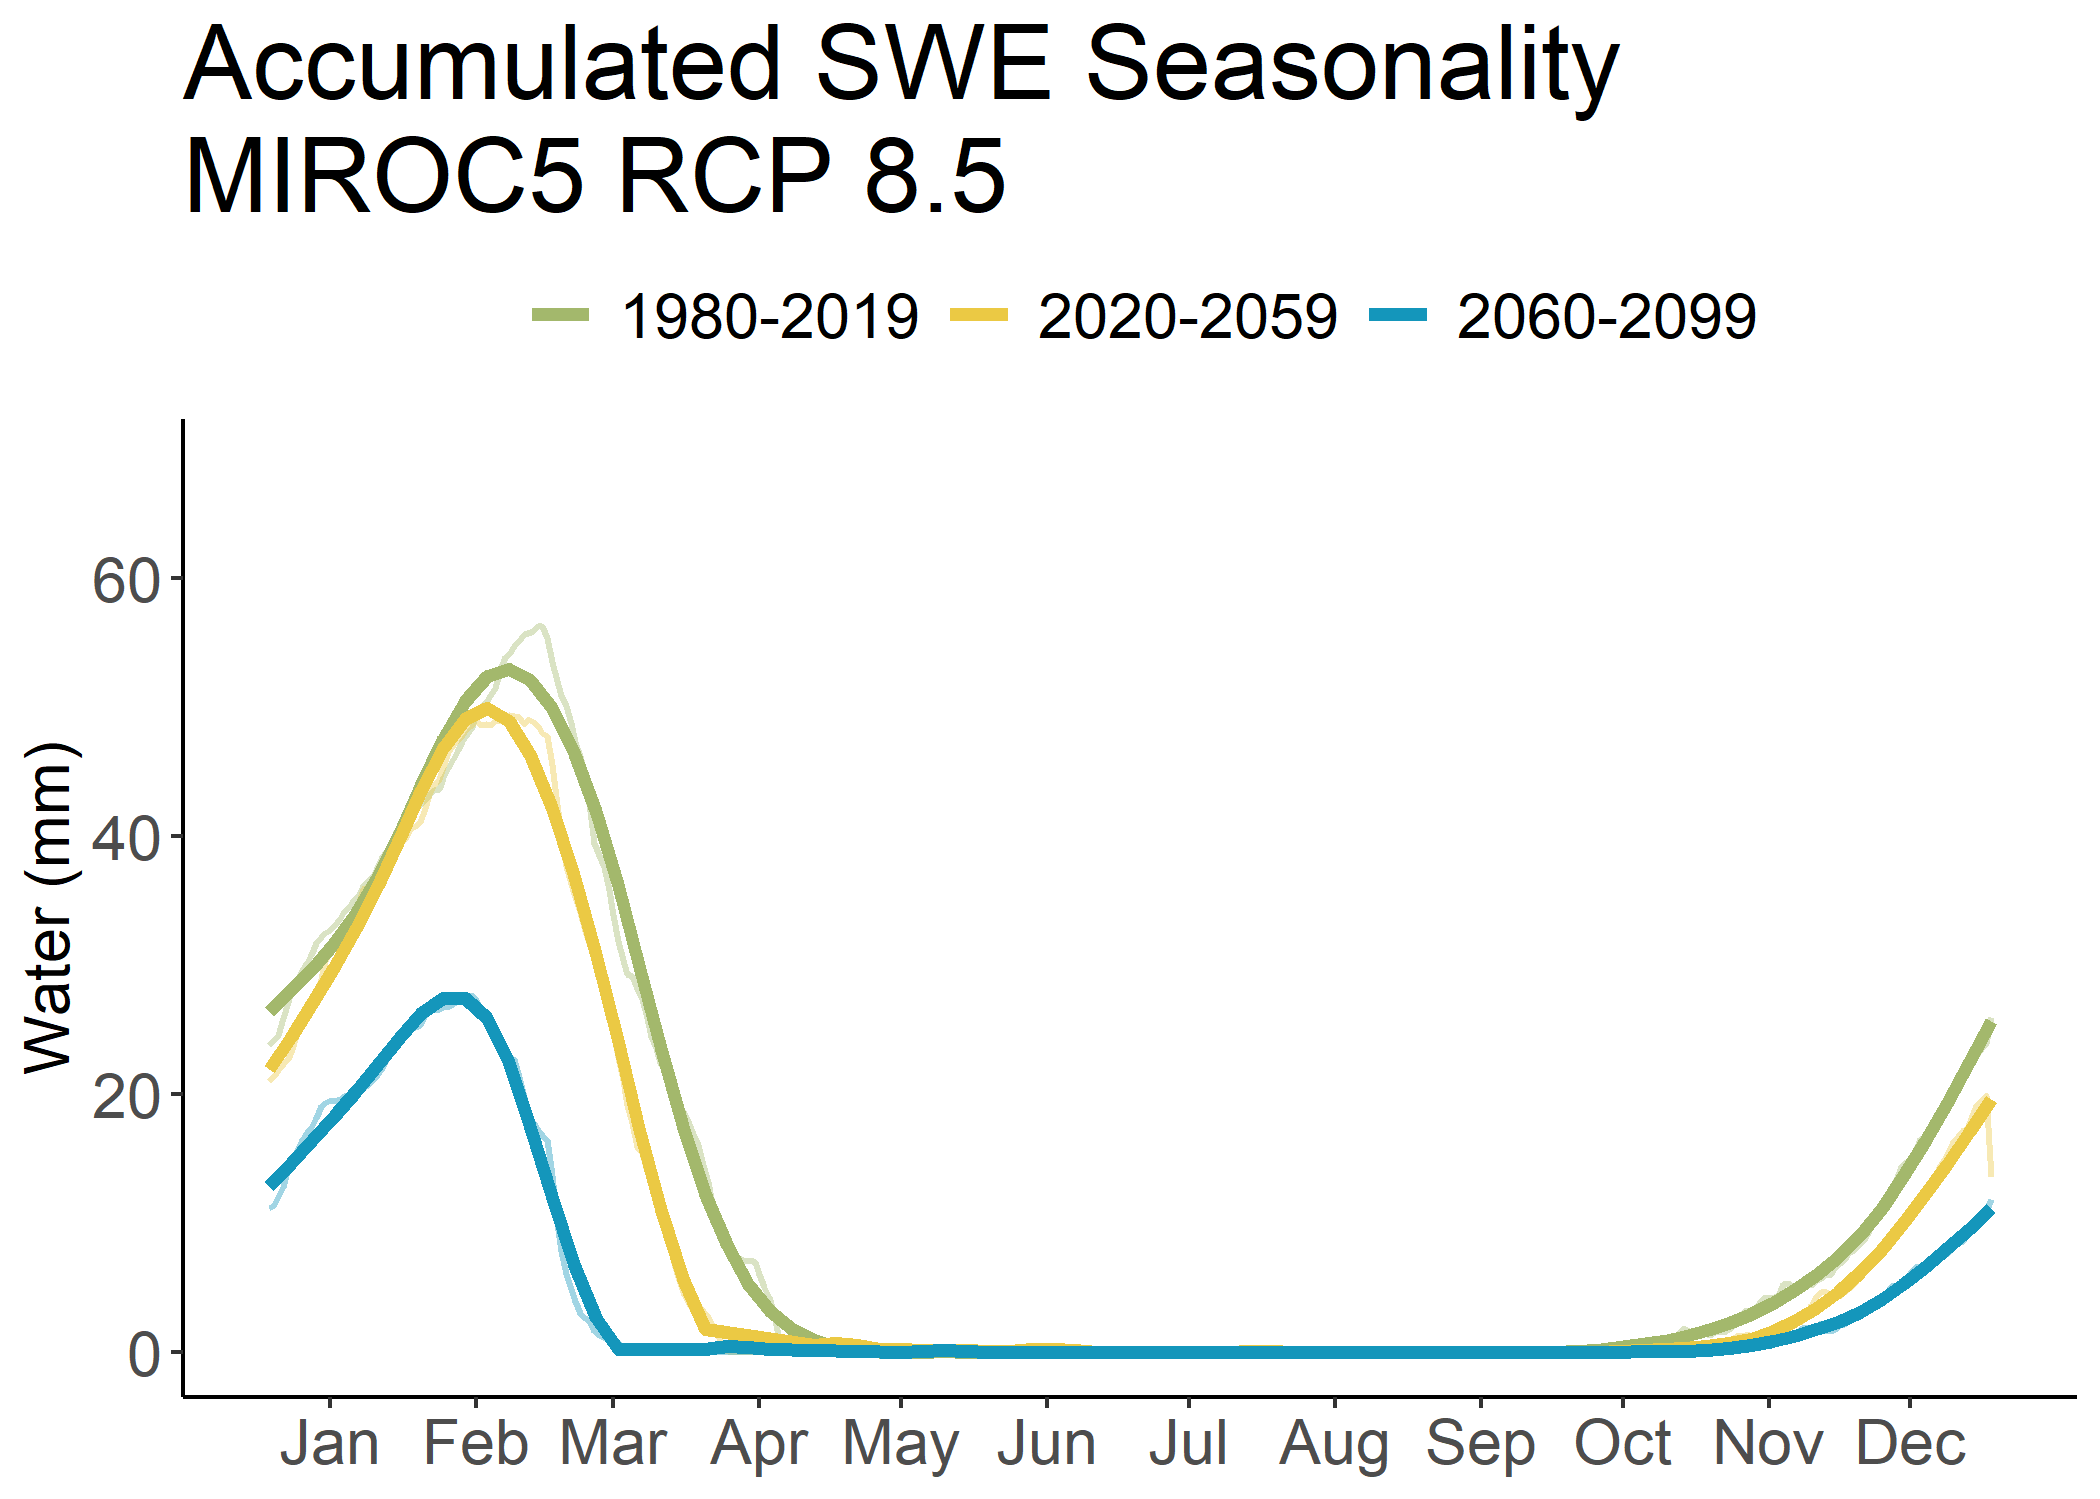 Accumulated SWE Seasonality
MIROC5 RCP 8.5
1980-2019 2020-2059 2060-2099
Water (mm)
60
40
20
0
Jan Feb Mar Apr May Jun Jul Aug Sep Oct Nov Dec